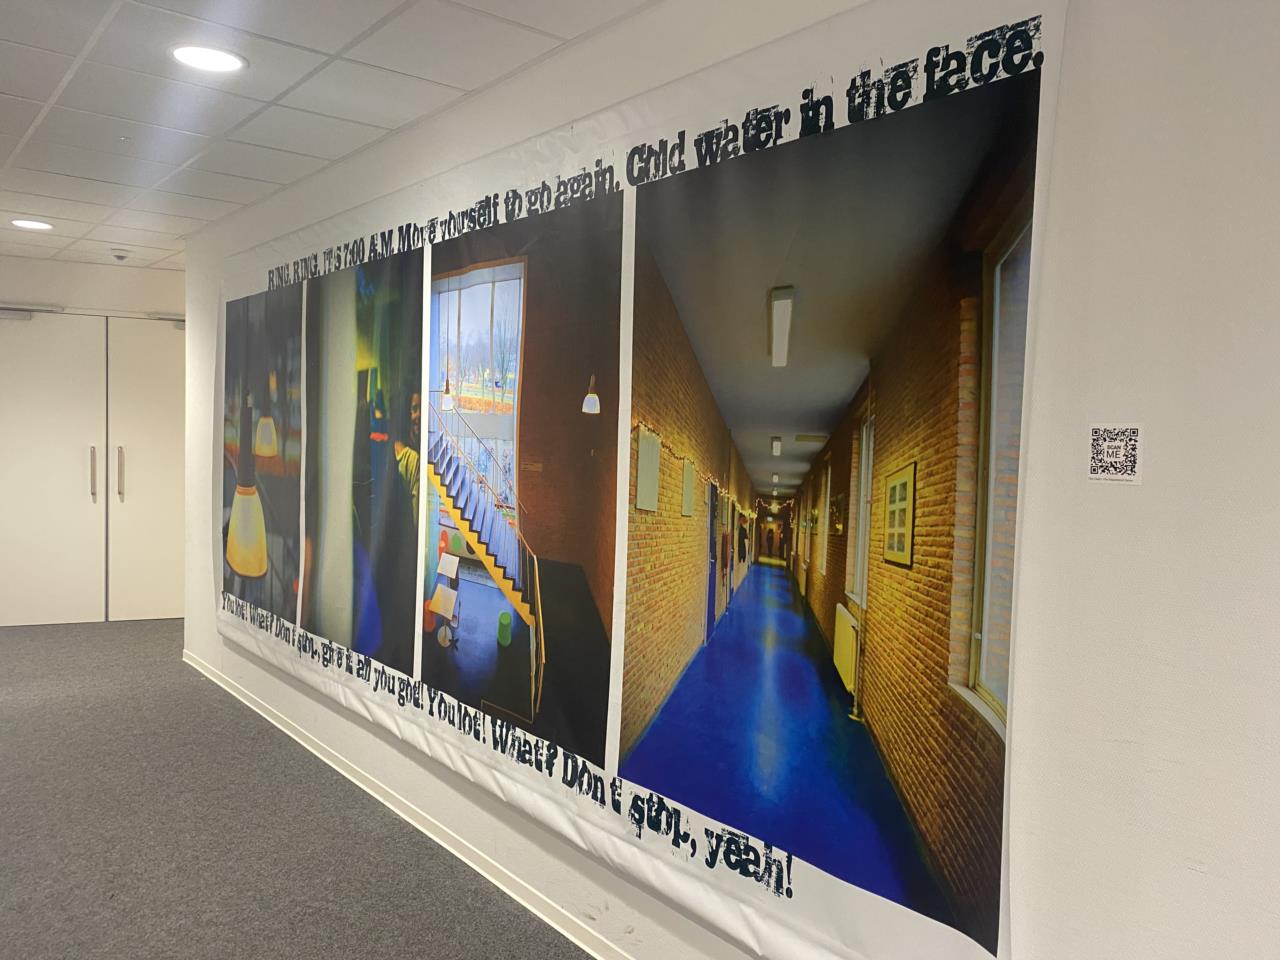 RING, RING. IT'S 7:00 A.M. Move yourself to go again. Cold water in the face.
You lot! What? Don't stop, give it all you got! You lot! What? Don't stop, yeah!
SCAN
ME